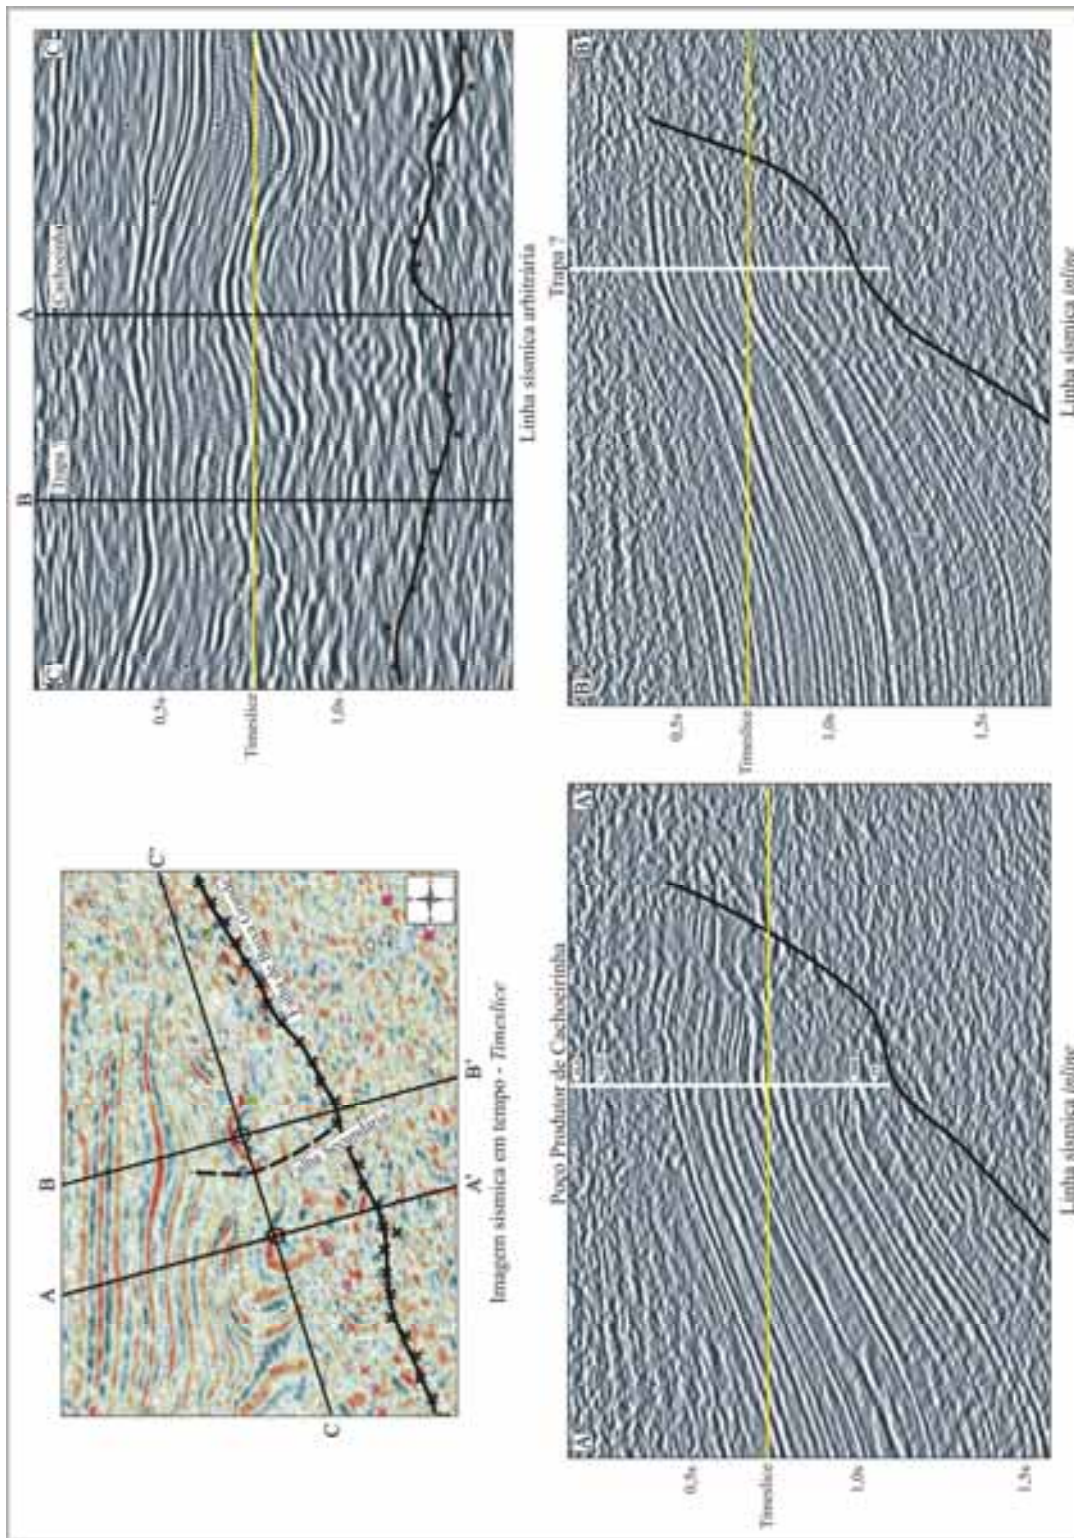 A
B
C'
C
A'
B'
Imagem sísmica em tempo - Timeslice
C
B
A
C'
Trapa
Cachoeirinha
0,5s
Timeslice
1,0s
Linha sísmica arbitrária
Poço Produtor de Cachoeirinha
A
A'
0,5s
Timeslice
1,0s
1,5s
Linha sísmica inline
Trapa ?
B
B'
0,5s
Timeslice
1,0s
1,5s
Linha sísmica inline